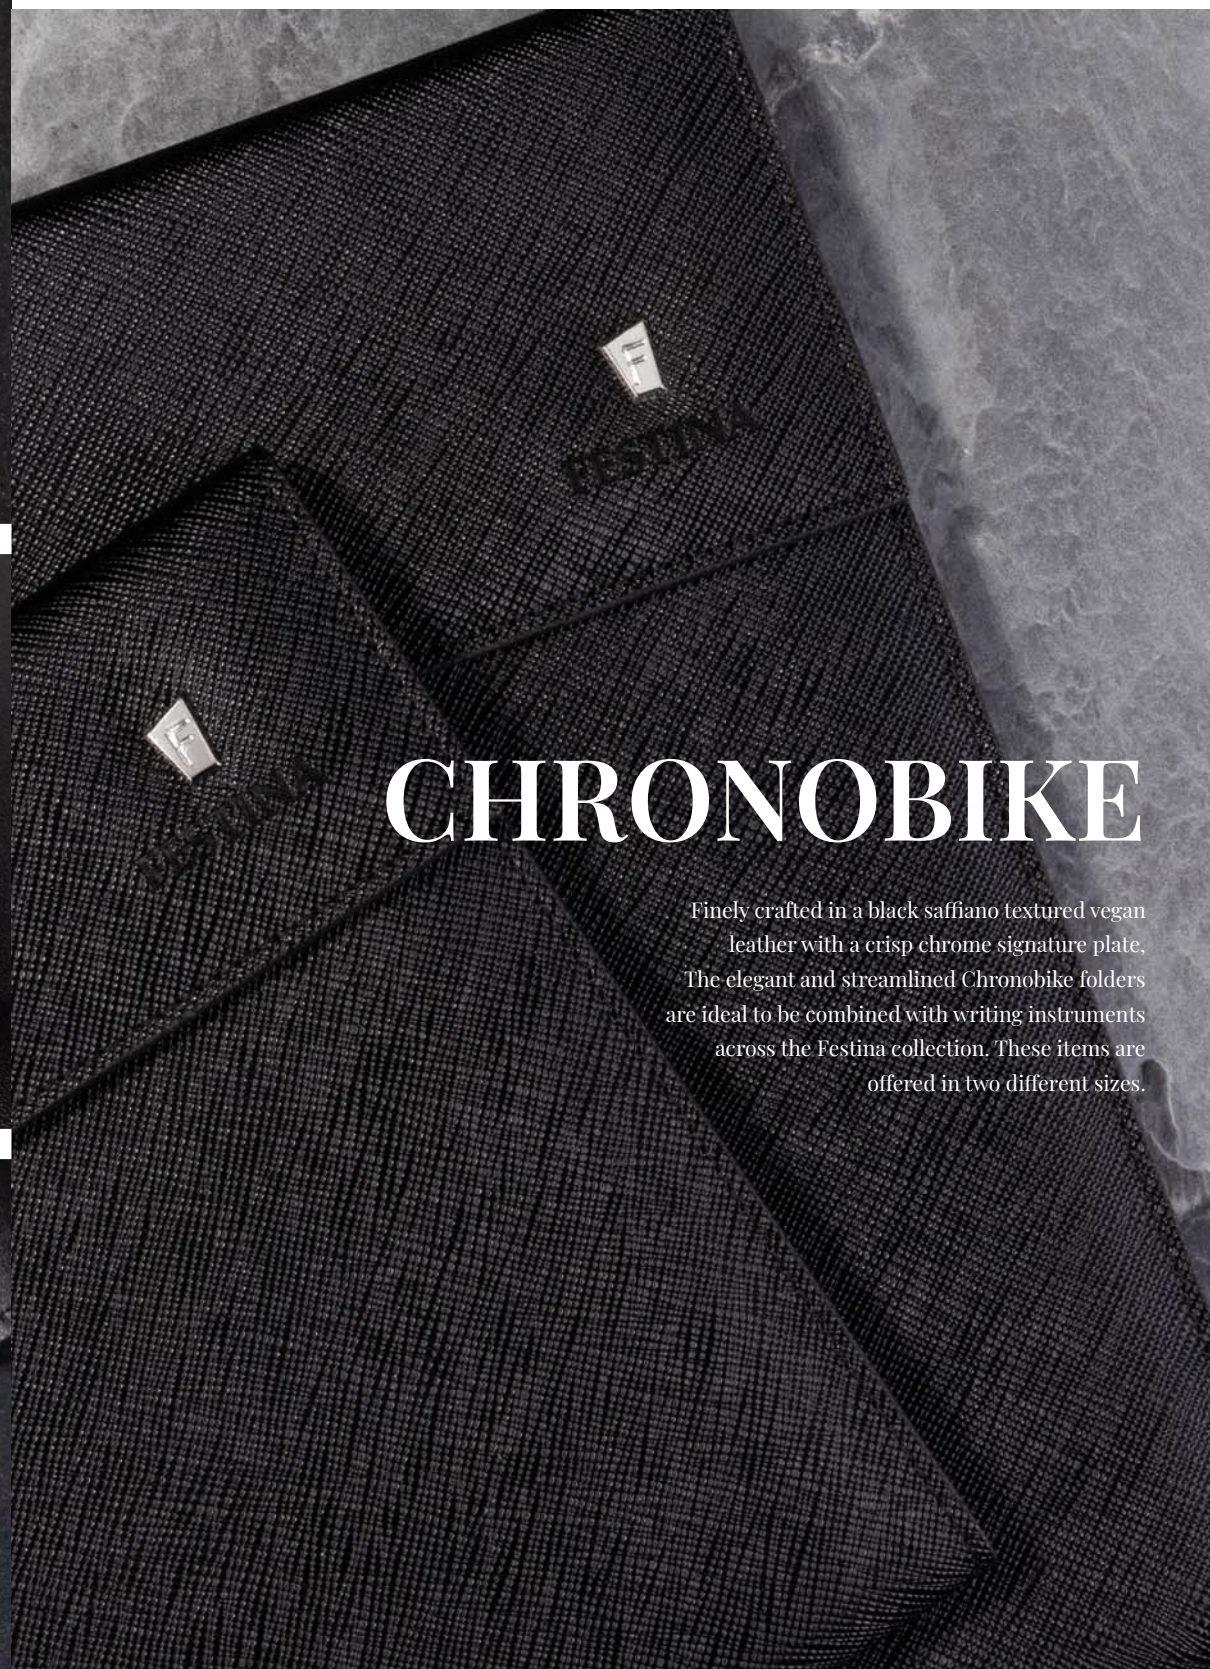 F
FESTINA
F
FESTINA
CHRONOBIKE
Finely crafted in a black saffiano textured vegan
leather with a crisp chrome signature plate,
The elegant and streamlined Chronobike folders
are ideal to be combined with writing instruments
across the Festina collection. These items are
offered in two different sizes.